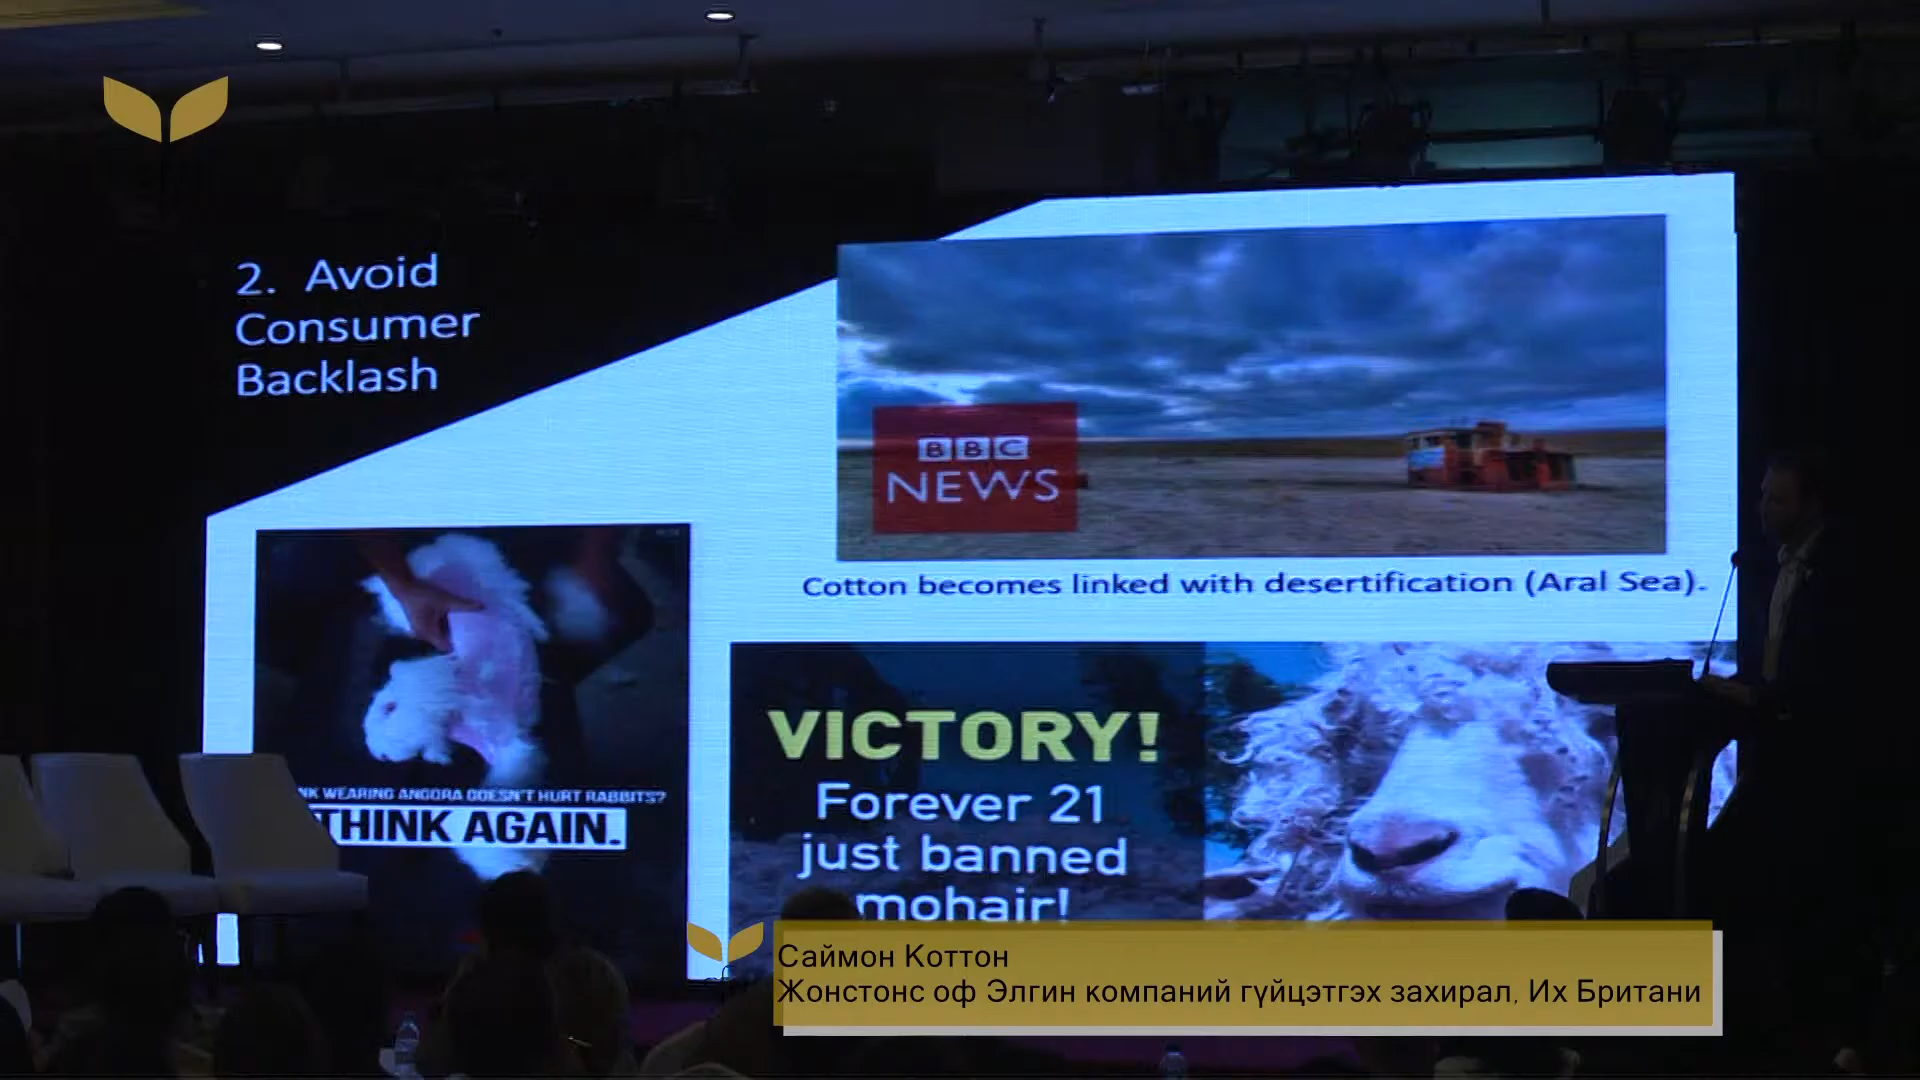 2. Avoid
Consumer
Backlash
BBC
NEWS
Cotton becomes linked with desertification (Aral Sea).
WEARING ANGORA DOESN'T HURT RABBITS?
THINK AGAIN.
VICTORY!
Forever 21
just banned
mohair!
Саймон Коттон
Жонстонс оф Элгин компаний гүйцэтгэх захирал, Их Британи